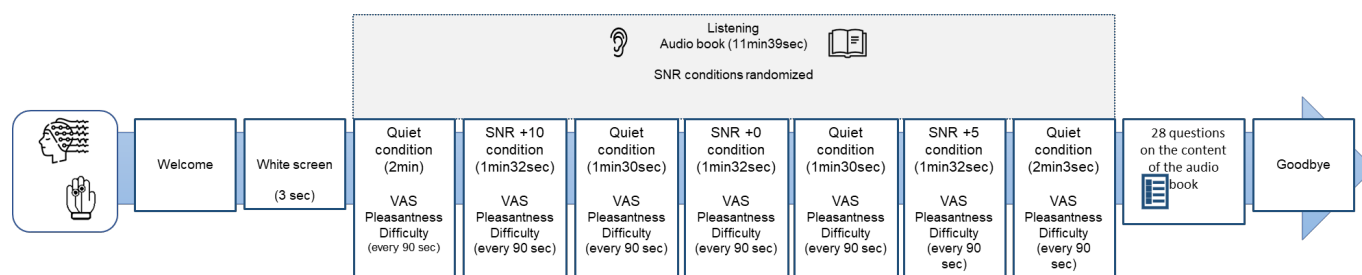 Listening
Audio book (11min39sec)
SNR conditions randomized
Welcome
White screen
(3 sec)
Quiet
condition
(2min)
VAS
Pleasantness
Difficulty
(every 90 sec)
SNR +10
condition
(1min32sec)
VAS
Pleasantness
Difficulty
(every 90 sec)
Quiet
condition
(1min30sec)
VAS
Pleasantness
Difficulty
(every 90 sec)
SNR +0
condition
(1min32sec)
VAS
Pleasantness
Difficulty
(every 90 sec)
Quiet
condition
(1min30sec)
VAS
Pleasantness
Difficulty
(every 90 sec)
SNR +5
condition
(1min32sec)
VAS
Pleasantness
Difficulty
(every 90
sec)
Quiet
condition
(2min3sec)
VAS
Pleasantness
Difficulty
(every 90
sec)
28 questions
on the content
of the audio
book
Goodbye